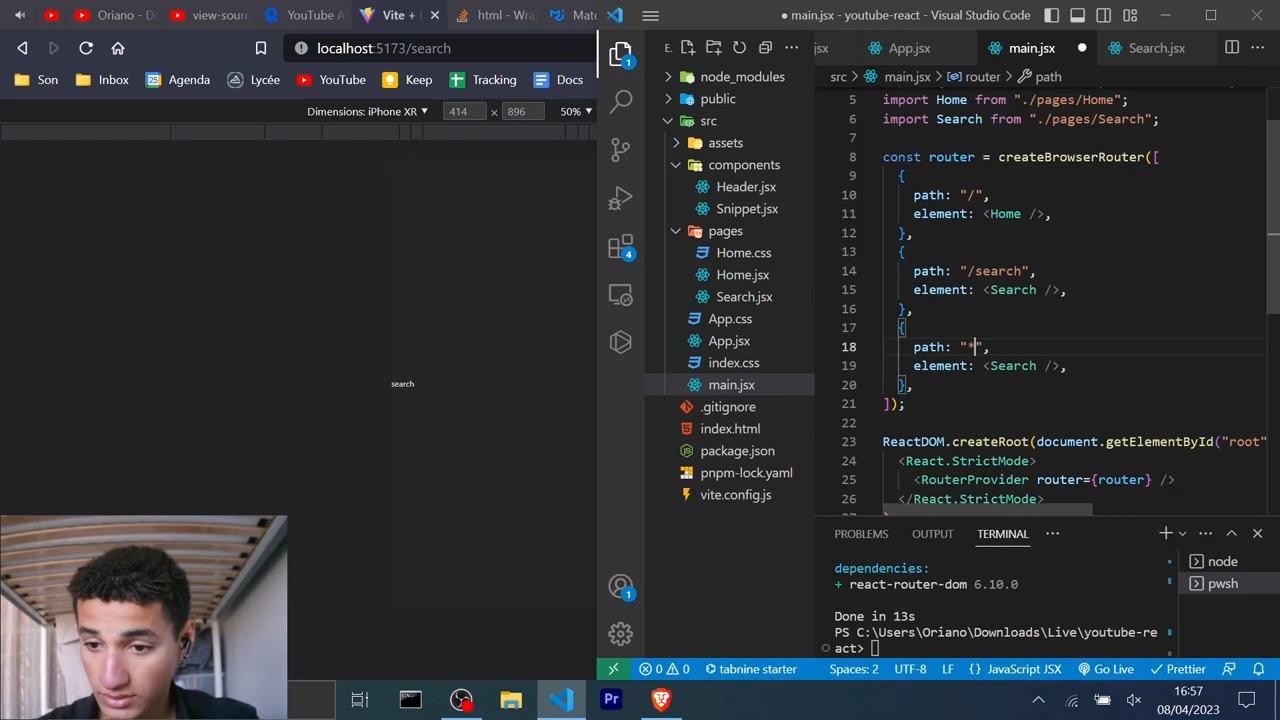 Oriano -
view-sourc
YouTube A
Vite +
html - Wra
Mate
localhost:5173/search
Son
Inbox
Agenda
Lycée
YouTube
Keep
Tracking
Docs
Dimensions: iPhone XR
414
×
896
50%
search
main.jsx - youtube-react - Visual Studio Code
E.
jsx
App.jsx
main.jsx
Search.jsx
src > main.jsx > router > path
node_modules
public
src
assets
components
Header.jsx
Snippet.jsx
pages
Home.css
Home.jsx
Search.jsx
App.css
App.jsx
index.css
main.jsx
.gitignore
index.html
package.json
pnpm-lock.yaml
vite.config.js
1
4
1
5 import Home from "./pages/Home";
6 import Search from "./pages/Search";
7
8 const router = createBrowserRouter([
9 {
10 path: "/",
11 element: <Home />,
12 },
13 {
14 path: "/search",
15 element: <Search />,
16 },
17 {
18 path: "*",
19 element: <Search />,
20 },
21 ]);
22
23 ReactDOM.createRoot(document.getElementById("root"
24 <React.StrictMode>
25 <RouterProvider router={router} />
26 </React.StrictMode>
PROBLEMS
OUTPUT
TERMINAL
dependencies:
+ react-router-dom 6.10.0
Done in 13s
PS C:\Users\Oriano\Downloads\Live\youtube-re
act>
node
pwsh
0
0
tabnine starter
Spaces: 2
UTF-8
LF
{} JavaScript JSX
Go Live
Prettier
Pr
16:57
08/04/2023